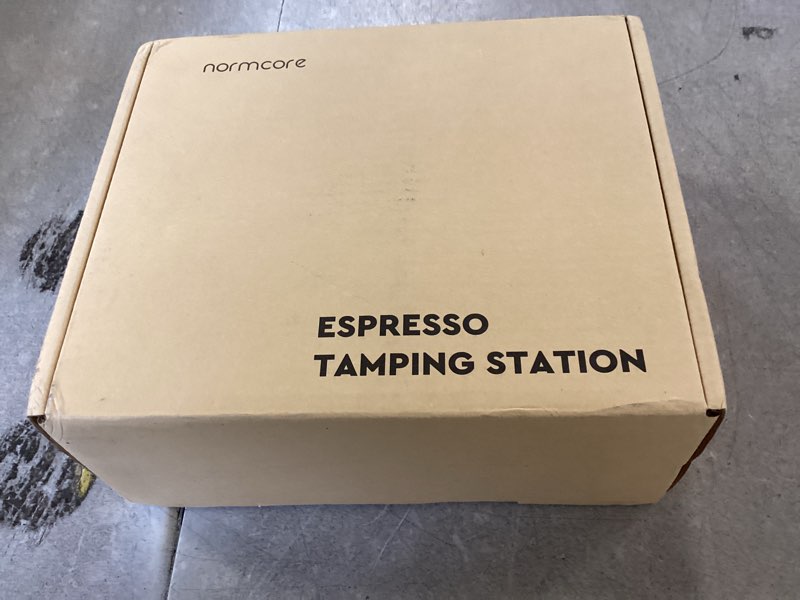 normcore
ESPRESSO
TAMPING STATION